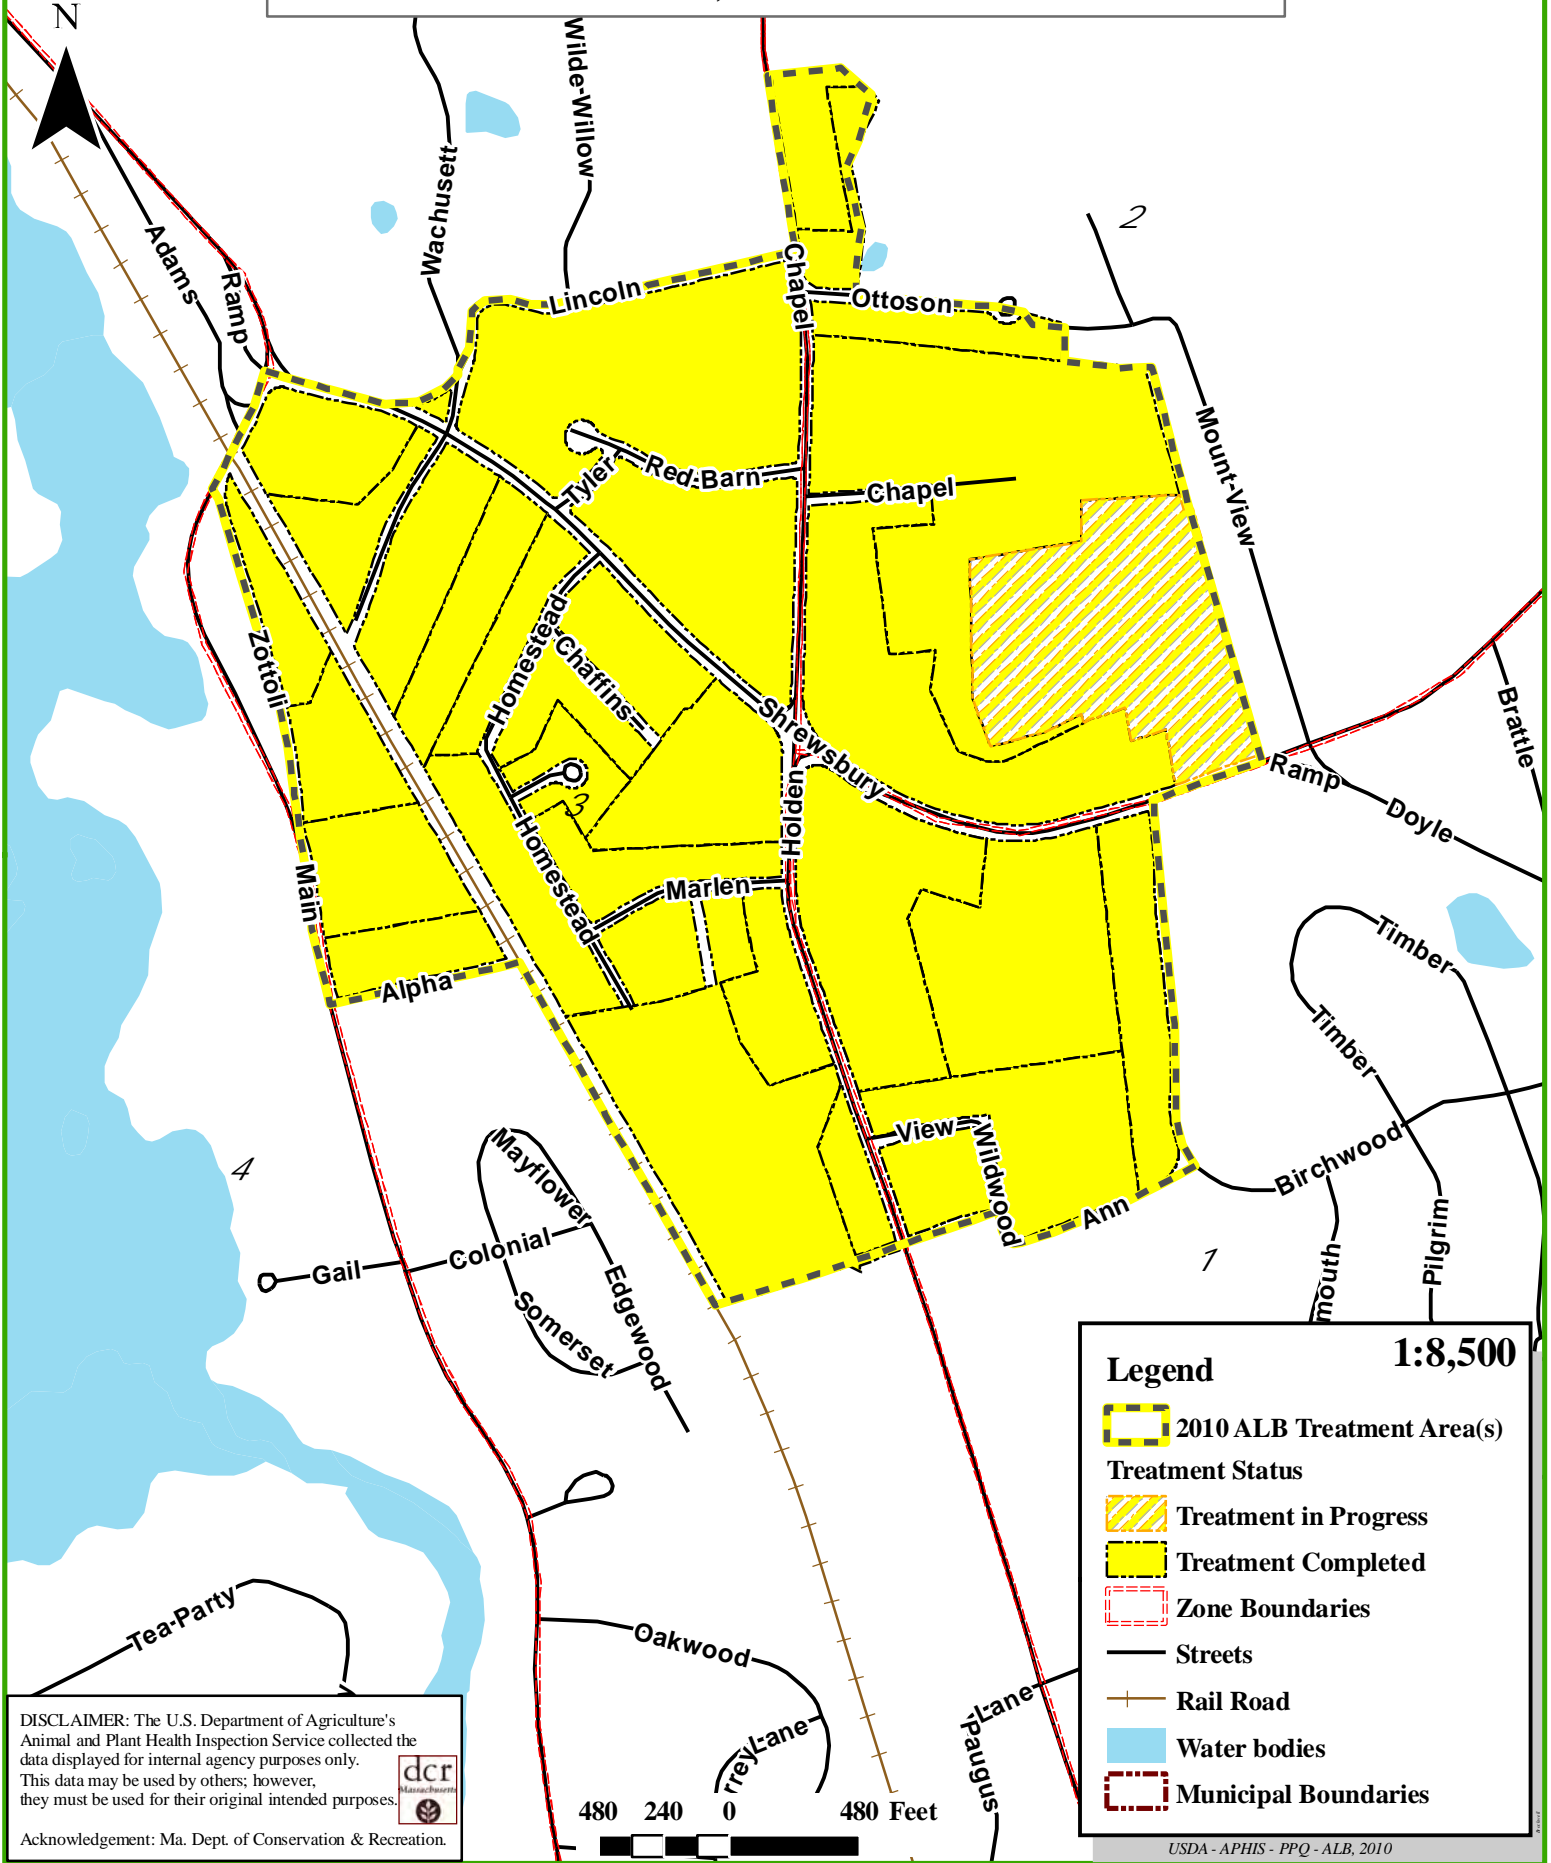 N
Wilde-Willow
Wachusett
Adams
Ramp
2
Lincoln
Chapel
Ottoson
Mount-View
Tyler
Red-Barn
Chapel
Homestead
Chaffins
Zottoli
Shrewsbury
Brattle
Ramp
Doyle
3
Holden
Homestead
Main
Marlen
Alpha
Timber
Timber
View
Wildwood
Ann
Birchwood
Mayflower
4
Colonial
Gail
Edgewood
Somerset
1
mouth
Pilgrim
Tea-Party
Oakwood
rrey
Lane
Lane
Paugus
Legend
1:8,500
2010 ALB Treatment Area(s)
Treatment Status
Treatment in Progress
Treatment Completed
Zone Boundaries
Streets
Rail Road
Water bodies
Municipal Boundaries
DISCLAIMER: The U.S. Department of Agriculture's
Animal and Plant Health Inspection Service collected the
data displayed for internal agency purposes only.
This data may be used by others; however,
they must be used for their original intended purposes.
Acknowledgement: Ma. Dept. of Conservation & Recreation.
dcr
Massachusetts
480 240 0 480 Feet
USDA - APHIS - PPQ - ALB, 2010